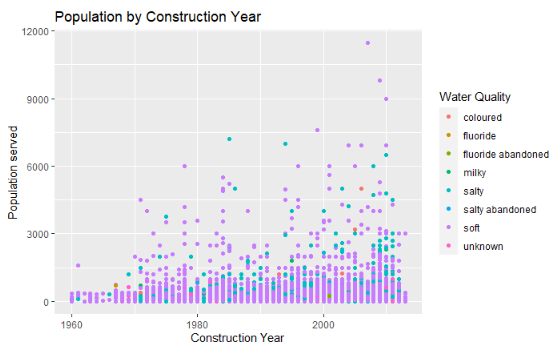 Population by Construction Year
12000
9000
6000
3000
0
Population served
1960
1980
2000
Construction Year
Water Quality
coloured
fluoride
fluoride abandoned
milky
salty
salty abandoned
soft
unknown